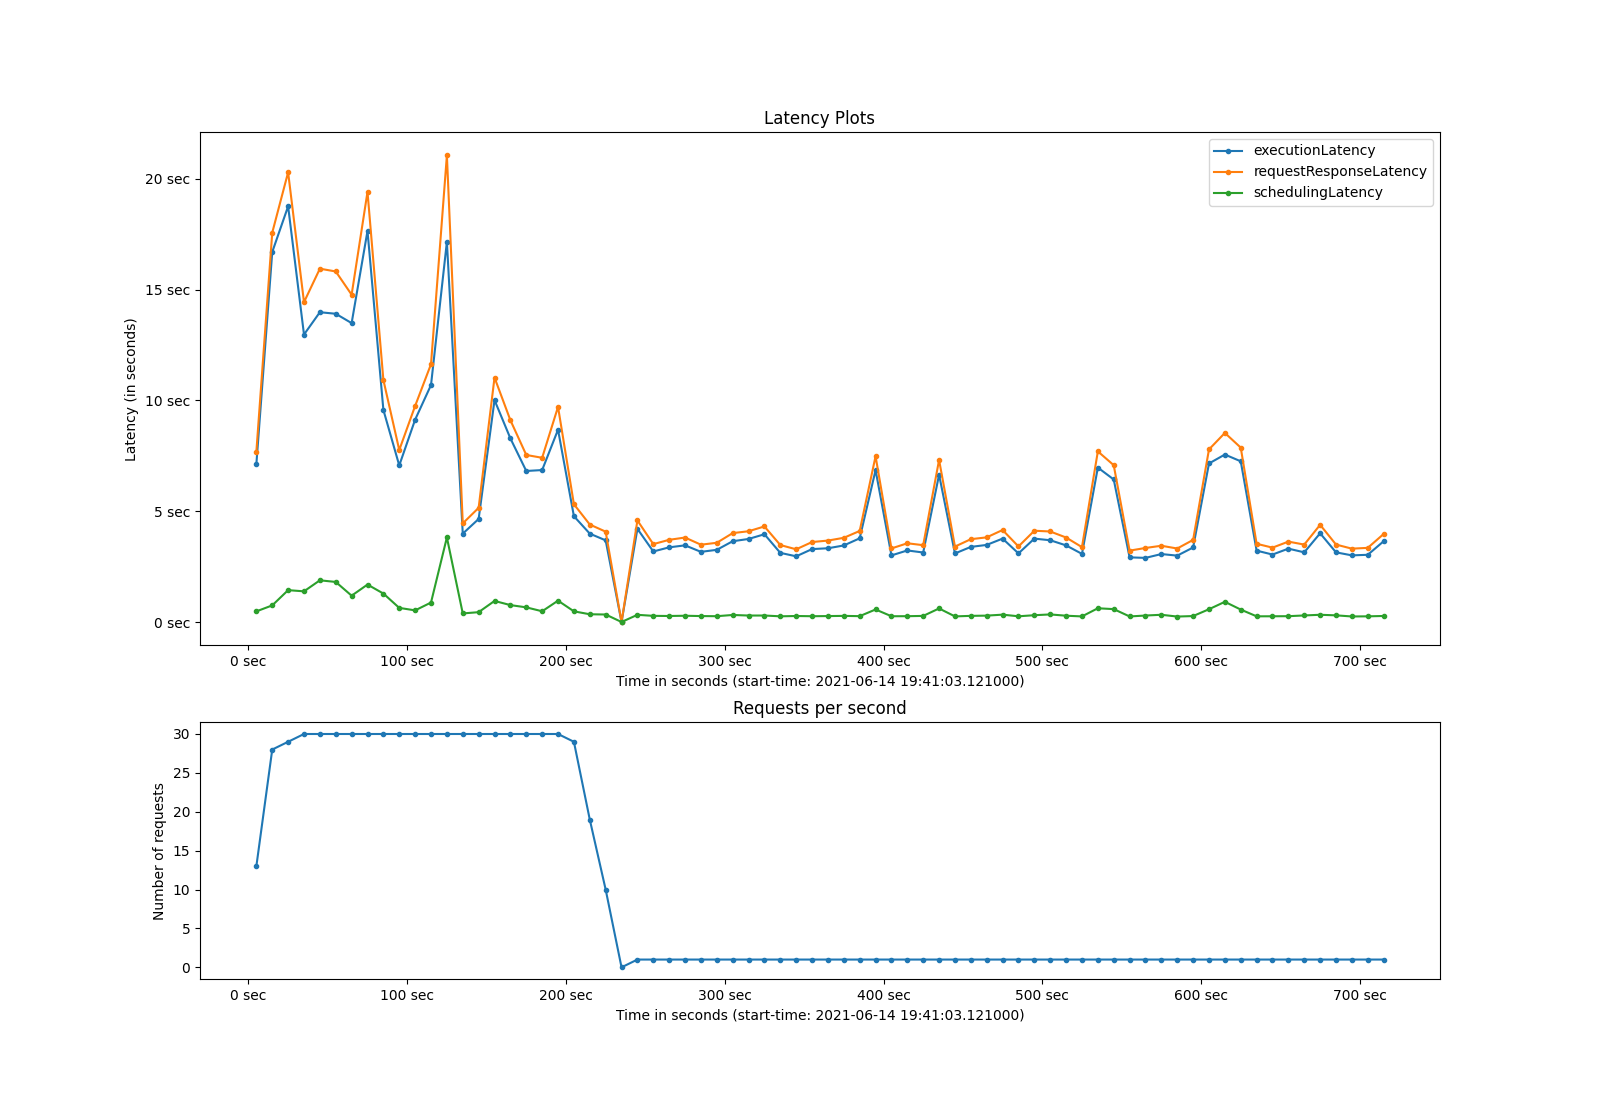 Latency Plots
executionLatency
requestResponseLatency
schedulingLatency
20 sec
15 sec
10 sec
5 sec
0 sec
Latency (in seconds)
0 sec 100 sec 200 sec 300 sec 400 sec 500 sec 600 sec 700 sec
Time in seconds (start-time: 2021-06-14 19:41:03.121000)
Requests per second
30
25
20
15
10
5
0
Number of requests
0 sec 100 sec 200 sec 300 sec 400 sec 500 sec 600 sec 700 sec
Time in seconds (start-time: 2021-06-14 19:41:03.121000)